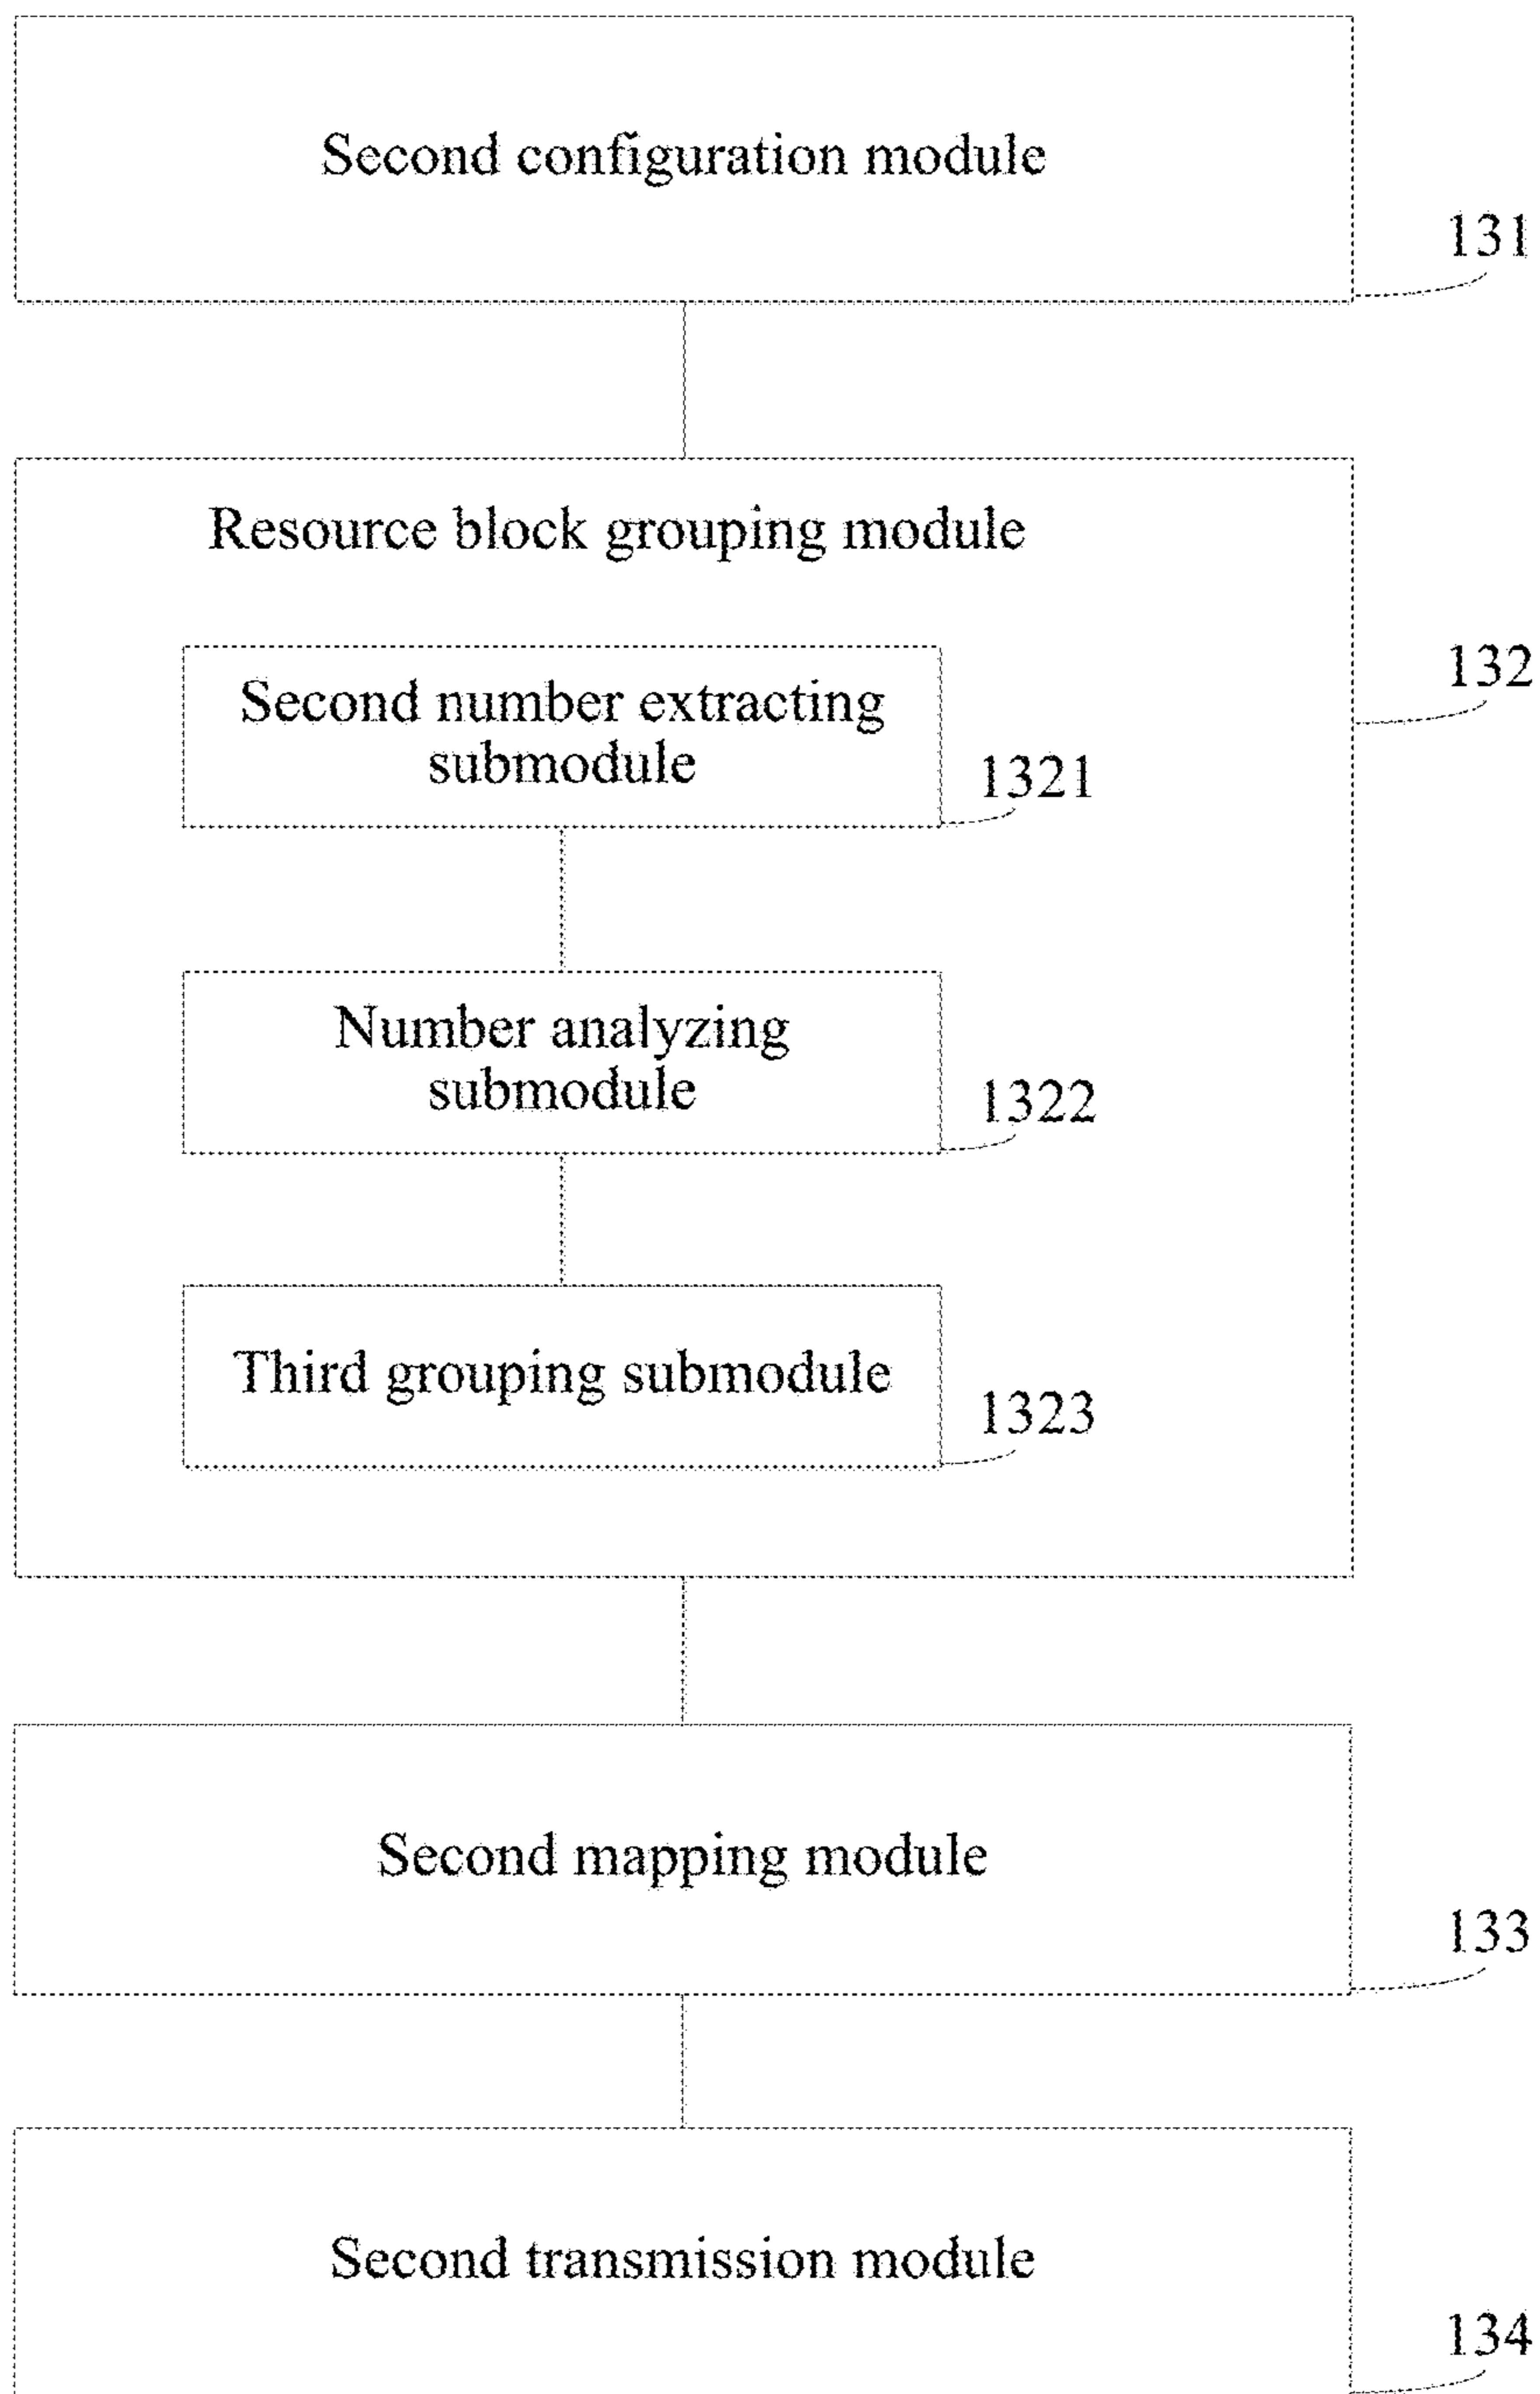 Second configuration module
131
Resource block grouping module
132
Second number extracting
submodule
1321
Number analyzing
submodule
1322
Third grouping submodule
1323
Second mapping module
133
Second transmission module
134